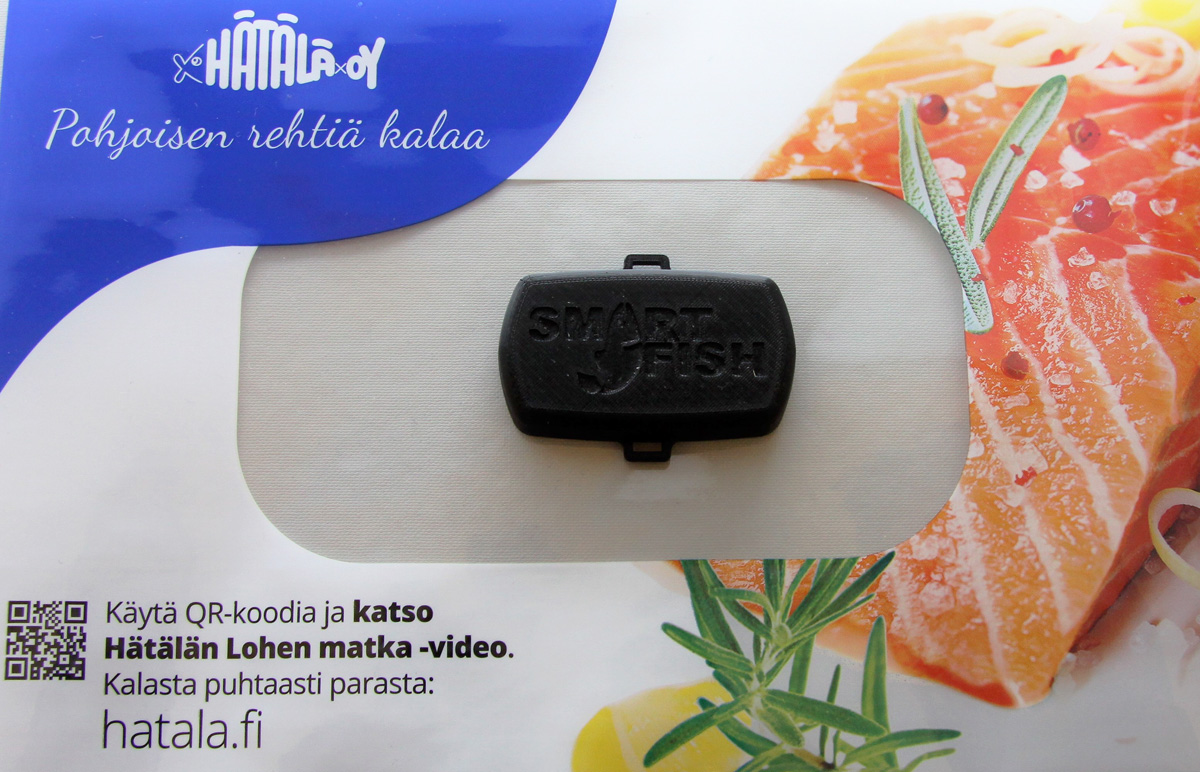 HÄTÄLÄ OY
Pohjoisen rehtiä kalaa
SMART
FISH
Käytä QR-koodia ja katso
Hätälän Lohen matka -video.
Kalasta puhtaasti parasta:
hatala.fi